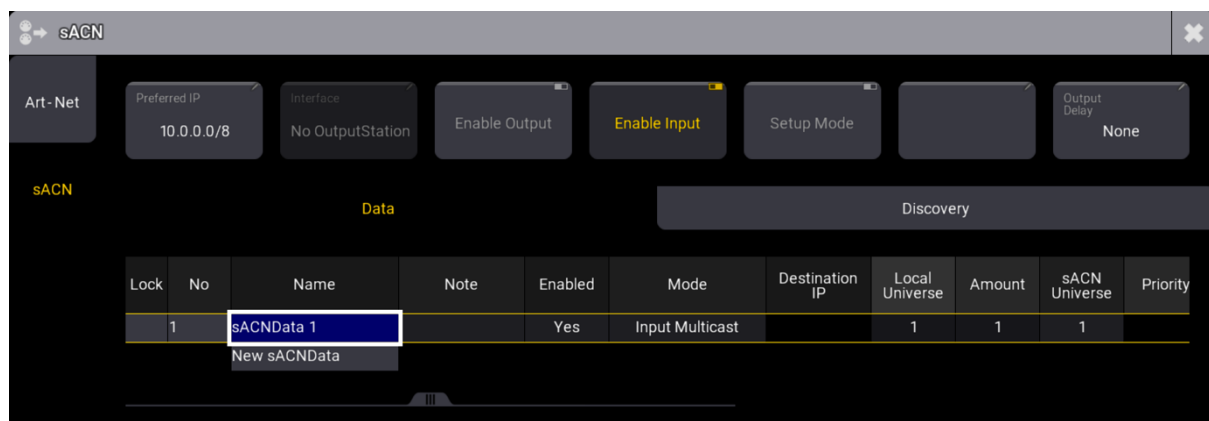 sACN
Art-Net
Preferred IP
10.0.0.0/8
Interface
No OutputStation
Enable Output
Enable Input
Setup Mode
Output
Delay
None
sACN
Data
Discovery
Lock No Name Note Enabled Mode Destination IP Local Universe Amount sACN Universe Priority
1 sACNData 1 Yes Input Multicast 1 1 1
New sACNData